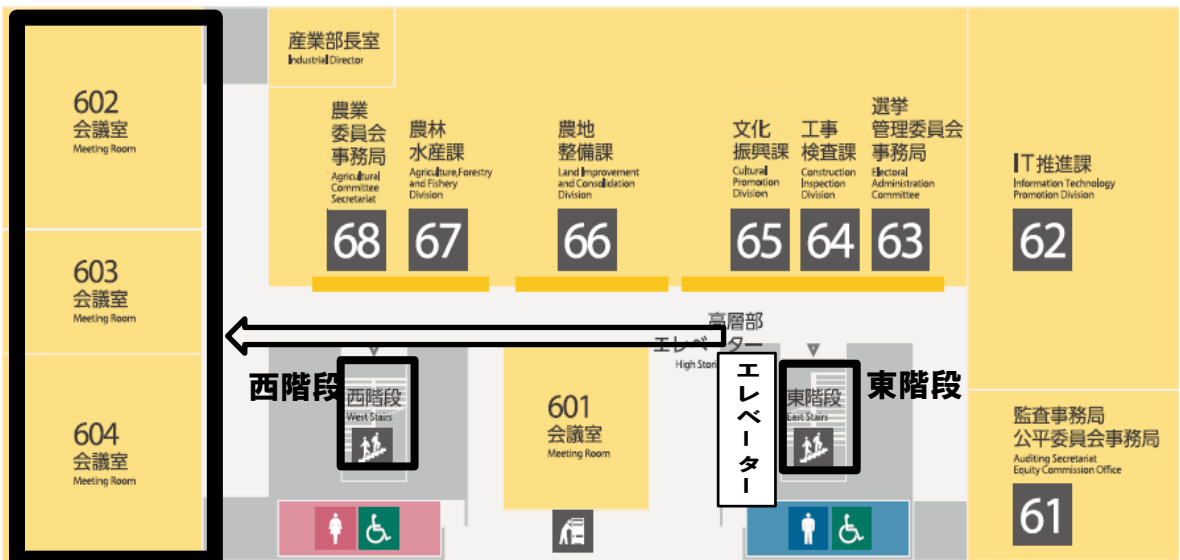 産業部長室
Industrial Director
602
会議室
Meeting Room
農業
委員会
事務局
Agricultural
Committee
Secretariat
68
農林
水産課
Agriculture,Forestry
and Fishery
Division
67
農地
整備課
Land Improvement
and Consolidation
Division
66
文化
振興課
Cultural
Promotion
Division
65
工事
検査課
Construction
Inspection
Division
64
選挙
管理委員会
事務局
Electoral
Administration
Committee
63
IT推進課
Information Technology
Promotion Division
62
603
会議室
Meeting Room
高層部
エレベーター
High Stori
西階段
西階段
West Stairs
エレベーター
東階段
East Stairs
東階段
601
会議室
Meeting Room
604
会議室
Meeting Room
監査事務局
公平委員会事務局
Auditing Secretariat
Equity Commission Office
61